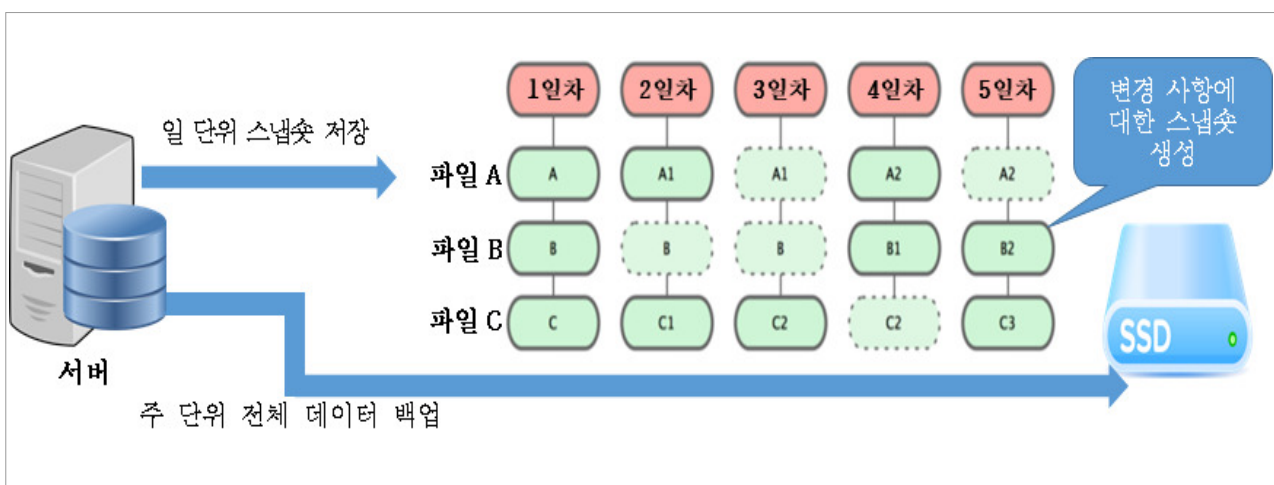 1일차 2일차 3일차 4일차 5일차
변경 사항에
대한 스냅숏
생성
일 단위 스냅숏 저장
파일 A A A1 A1 A2 A2
파일 B B B B B1 B2
파일 C C C1 C2 C2 C3
SSD
서버
주 단위 전체 데이터 백업